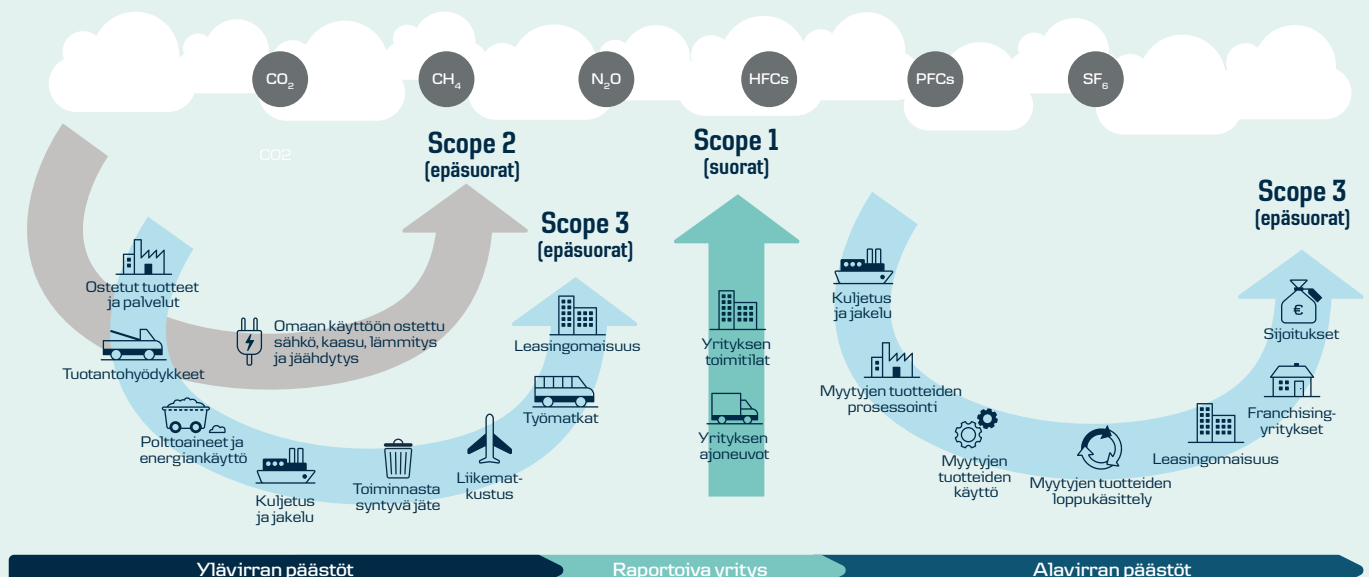 CO₂
CH₄
N₂O
HFCs
PFCs
SF₆
CO2
Scope 2
(epäsuorat)
Scope 1
(suorat)
Scope 3
(epäsuorat)
Scope 3
(epäsuorat)
Ostetut tuotteet
ja palvelut
Tuotantohyödykkeet
Polttoaineet ja
energiankäyttö
Kuljetus
ja jakelu
Toiminnasta
syntyvä jäte
Liikemat-
kustus
Työmatkat
Leasingomaisuus
Omaan käyttöön ostettu
sähkö, kaasu, lämmitys
ja jäähdytys
Yrityksen
toimitilat
Yrityksen
ajoneuvot
Kuljetus
ja jakelu
Myytyjen tuotteiden
prosessointi
Myytyjen
tuotteiden
käyttö
Myytyjen tuotteiden
loppukäsittely
Leasingomaisuus
Franchising-
yritykset
€
Sijoitukset
Ylävirran päästöt
Raportoiva yritys
Alavirran päästöt